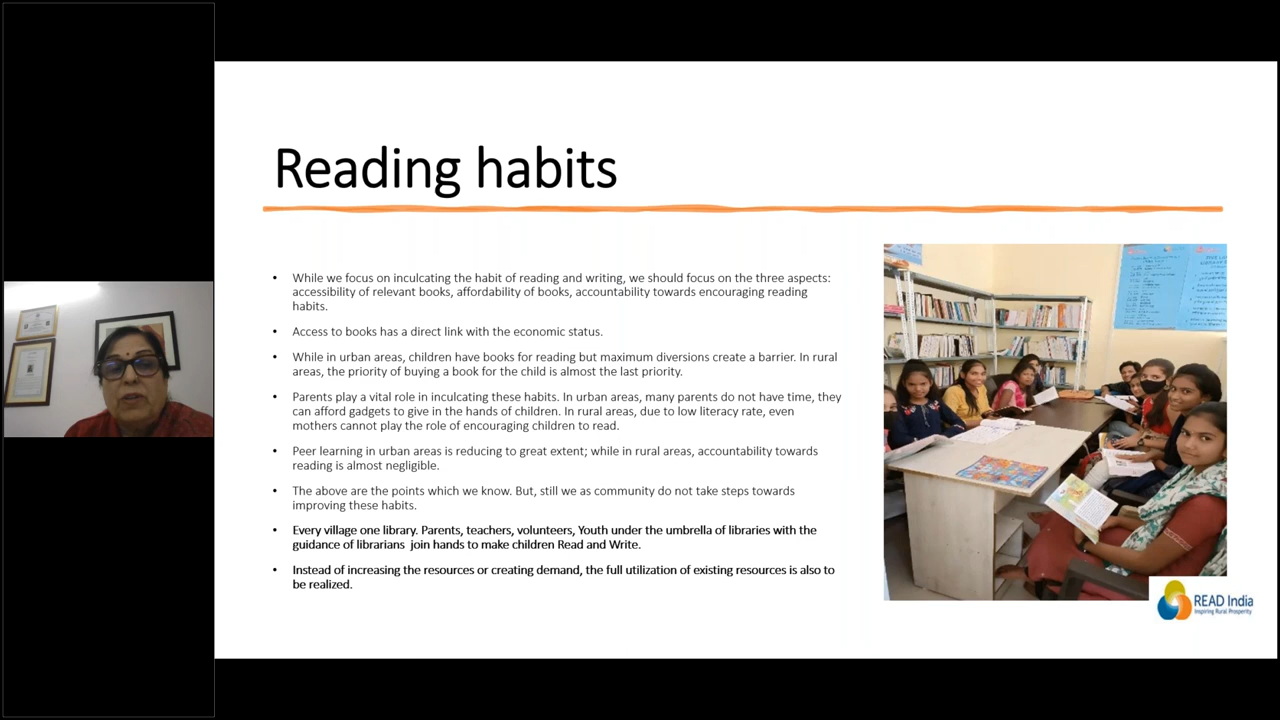 Reading habits
• While we focus on inculcating the habit of reading and writing, we should focus on the three aspects:
accessibility of relevant books, affordability of books, accountability towards encouraging reading
habits.
• Access to books has a direct link with the economic status.
• While in urban areas, children have books for reading but maximum diversions create a barrier. In rural
areas, the priority of buying a book for the child is almost the last priority.
• Parents play a vital role in inculcating these habits. In urban areas, many parents do not have time, they
can afford gadgets to give in the hands of children. In rural areas, due to low literacy rate, even
mothers cannot play the role of encouraging children to read.
• Peer learning in urban areas is reducing to great extent; while in rural areas, accountability towards
reading is almost negligible.
• The above are the points which we know. But, still we as community do not take steps towards
improving these habits.
• Every village one library. Parents, teachers, volunteers, Youth under the umbrella of libraries with the
guidance of librarians join hands to make children Read and Write.
• Instead of increasing the resources or creating demand, the full utilization of existing resources is also to
be realized.
READ India
Inspiring Rural Prosperity